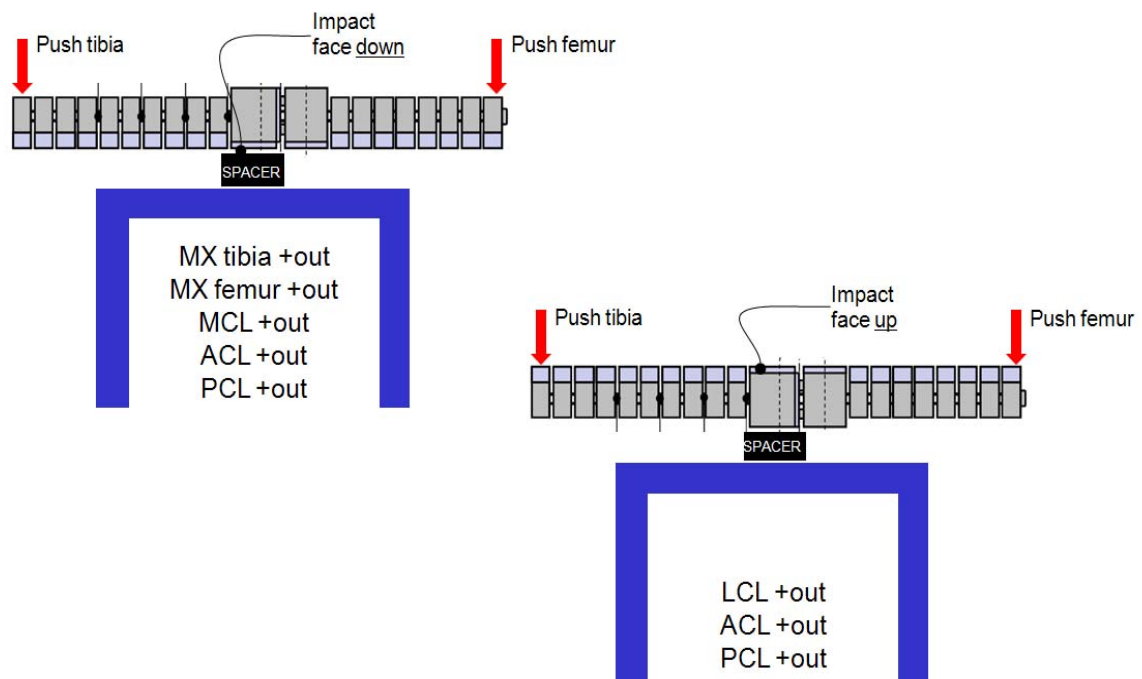 Push tibia
Impact
face down
Push femur
SPACER
MX tibia +out
MX femur +out
MCL +out
ACL +out
PCL +out
Push tibia
Impact
face up
Push femur
SPACER
LCL +out
ACL +out
PCL +out